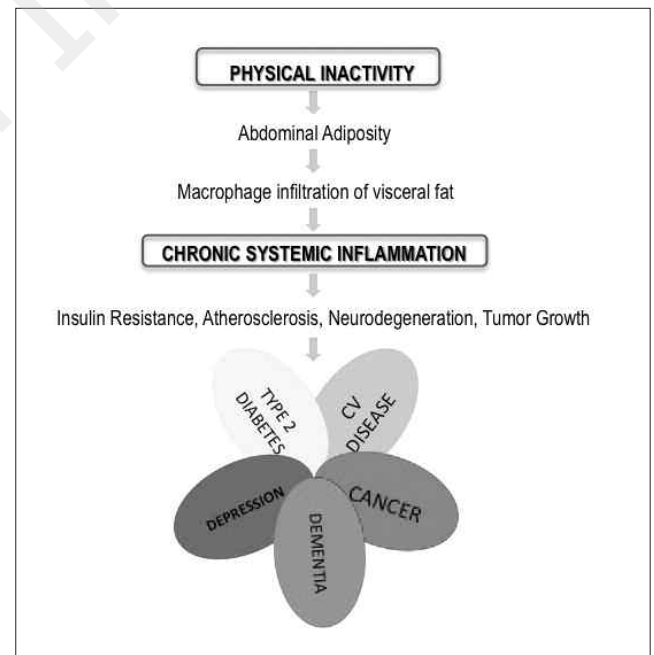 PHYSICAL INACTIVITY
Abdominal Adiposity
Macrophage infiltration of visceral fat
CHRONIC SYSTEMIC INFLAMMATION
Insulin Resistance, Atherosclerosis, Neurodegeneration, Tumor Growth
TYPE 2
DIABETES
CV
DISEASE
DEPRESSION
CANCER
DEMENTIA